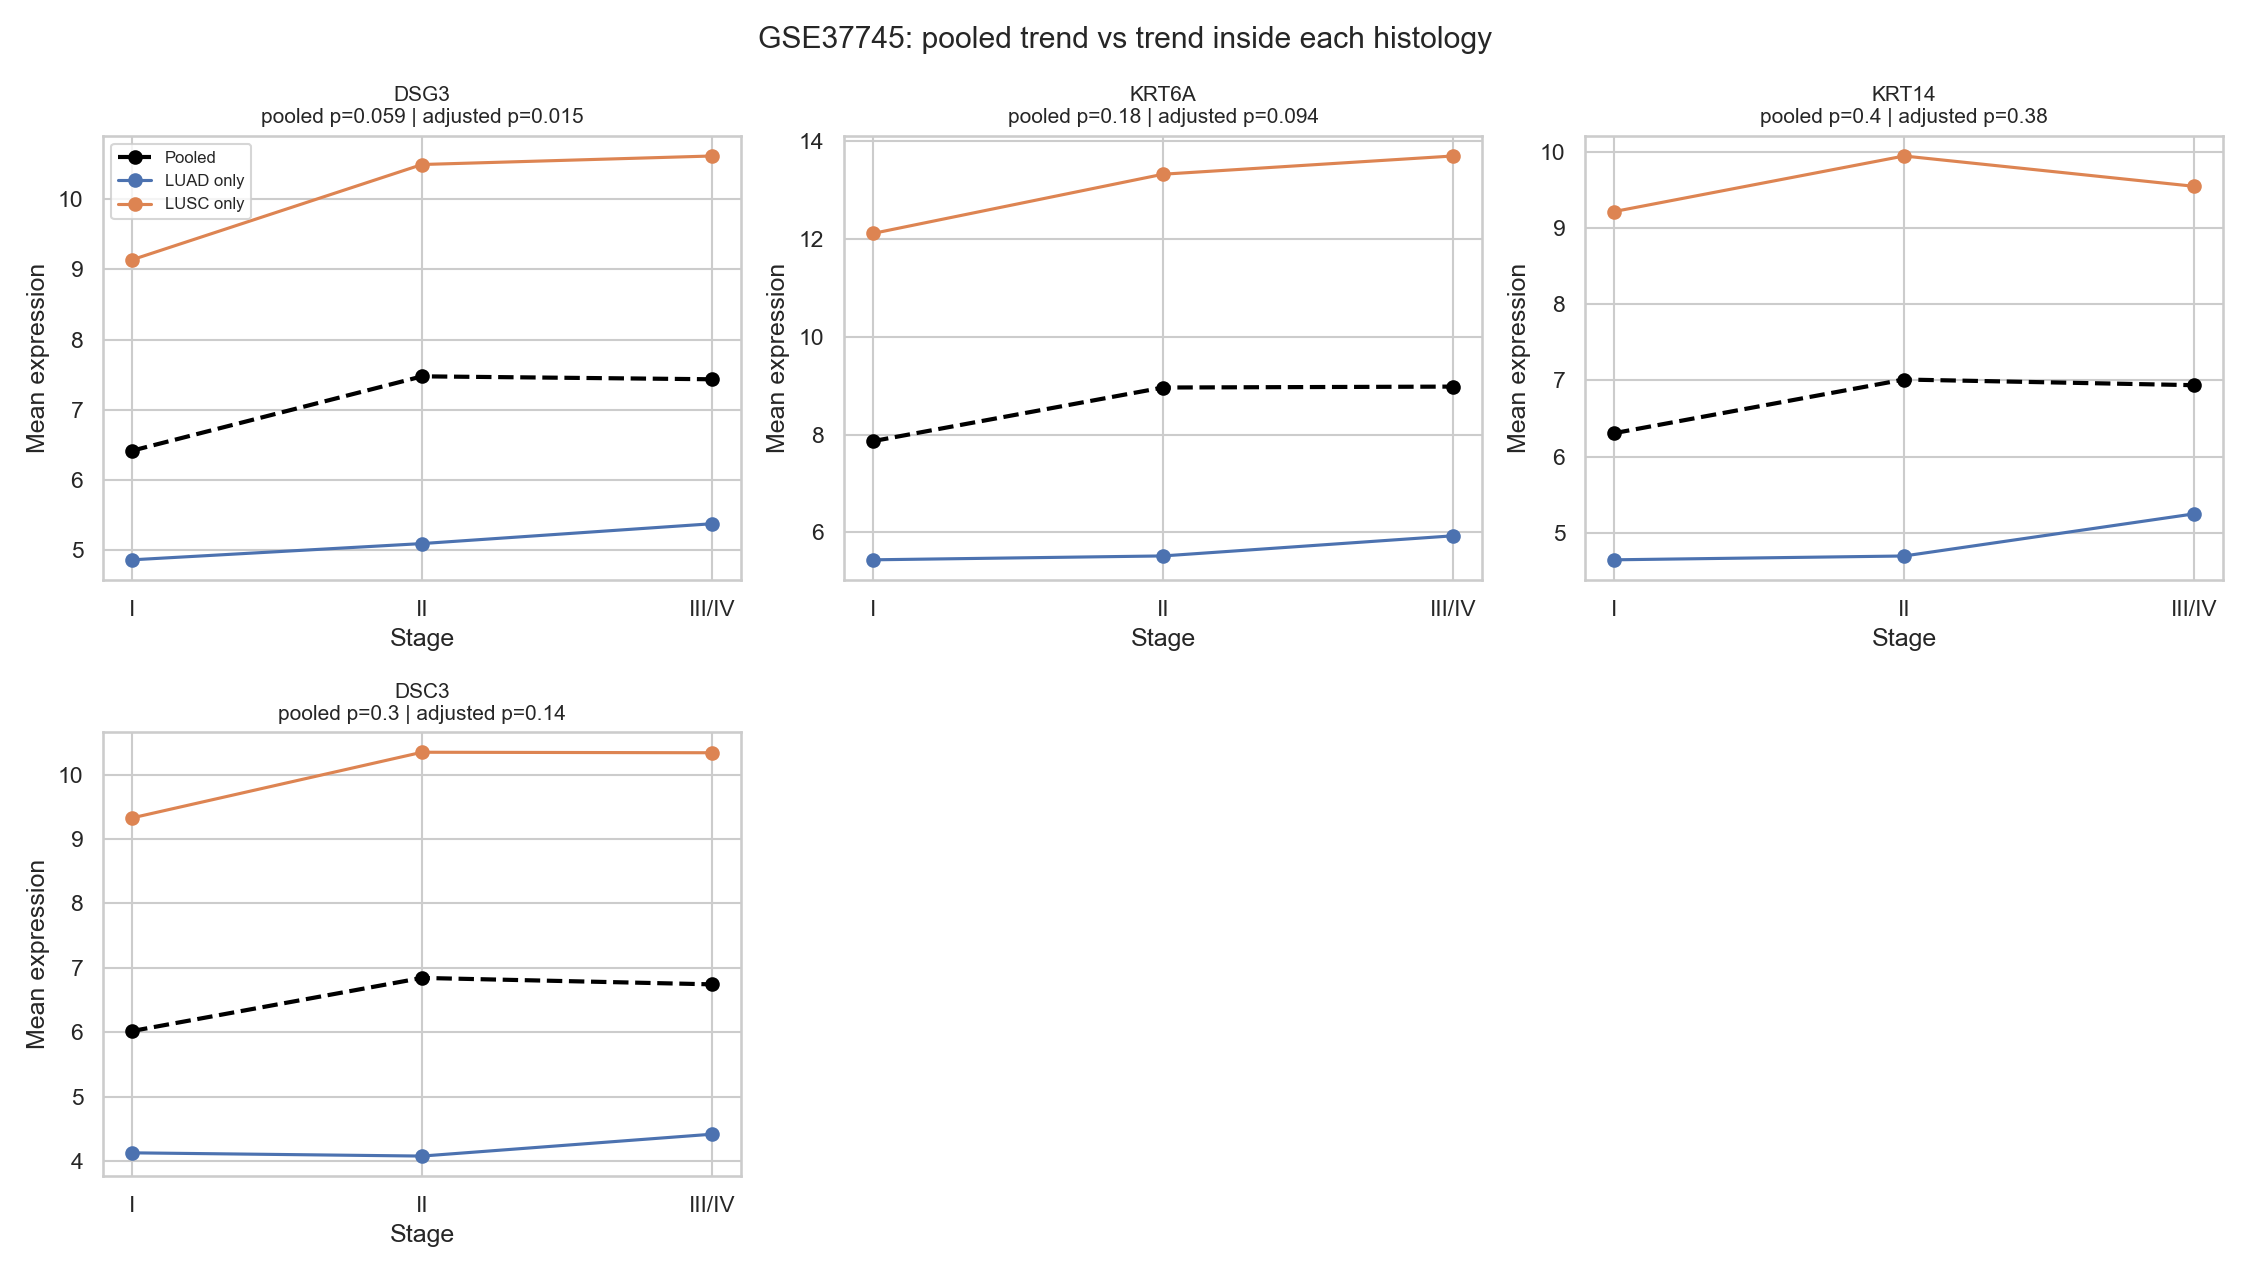 GSE37745: pooled trend vs trend inside each histology
DSG3
pooled p=0.059 | adjusted p=0.015
Pooled
LUAD only
LUSC only
10
9
8
7
6
5
Mean expression
I
II
III/IV
Stage
KRT6A
pooled p=0.18 | adjusted p=0.094
14
12
10
8
6
Mean expression
I
II
III/IV
Stage
KRT14
pooled p=0.4 | adjusted p=0.38
10
9
8
7
6
5
Mean expression
I
II
III/IV
Stage
DSC3
pooled p=0.3 | adjusted p=0.14
10
9
8
7
6
5
4
Mean expression
I
II
III/IV
Stage